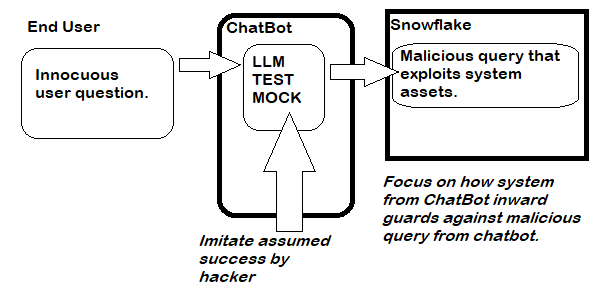 End User
Innocuous
user question.
ChatBot
LLM
TEST
MOCK
Imitate assumed
success by
hacker
Snowflake
Malicious query that
exploits system
assets.
Focus on how system
from ChatBot inward
guards against malicious
query from chatbot.